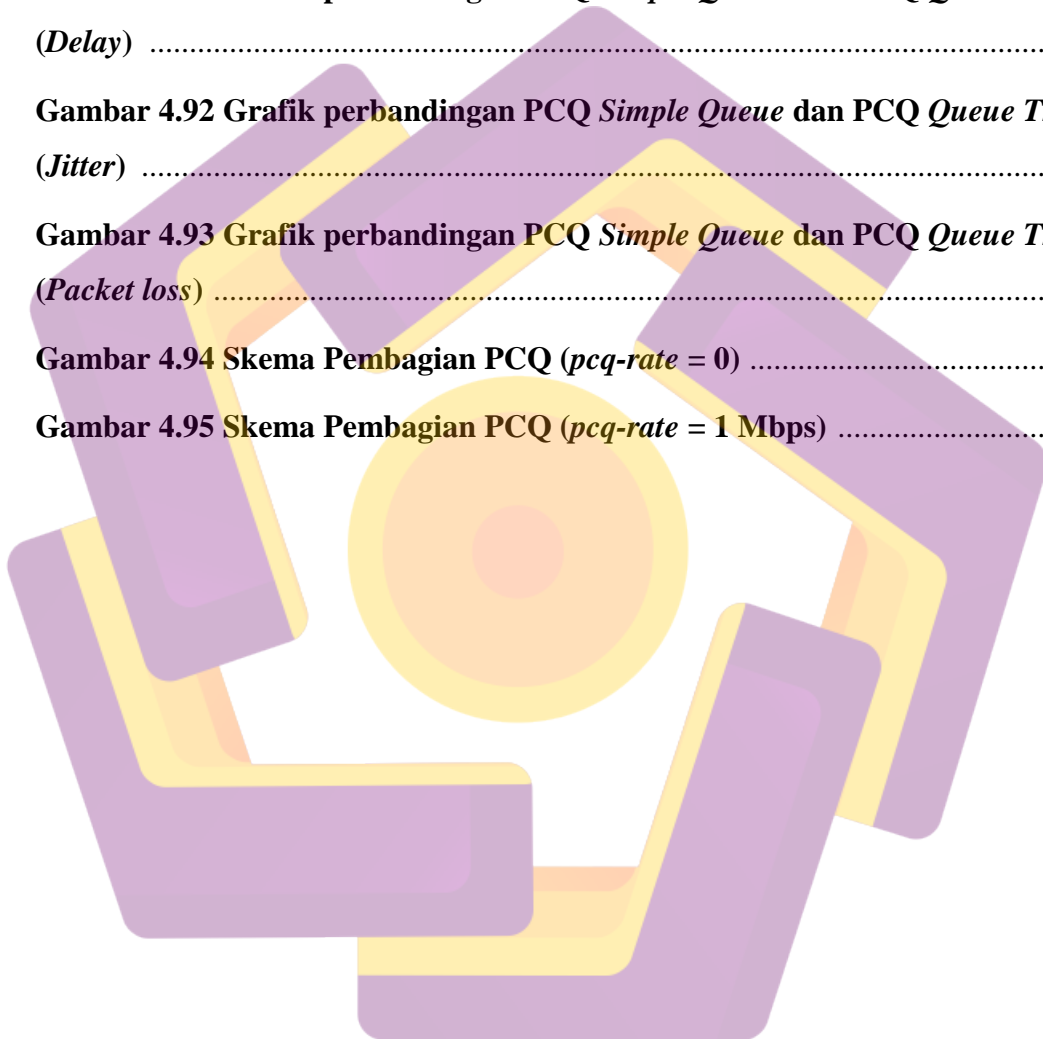 (Delay) ................................................................................................
Gambar 4.92 Grafik perbandingan PCQ Simple Queue dan PCQ Queue
(Jitter) ................................................................................................
Gambar 4.93 Grafik perbandingan PCQ Simple Queue dan PCQ Queue
(Packet loss) ........................................................................................
Gambar 4.94 Skema Pembagian PCQ (pcq-rate = 0) ................................
Gambar 4.95 Skema Pembagian PCQ (pcq-rate = 1 Mbps) ......................